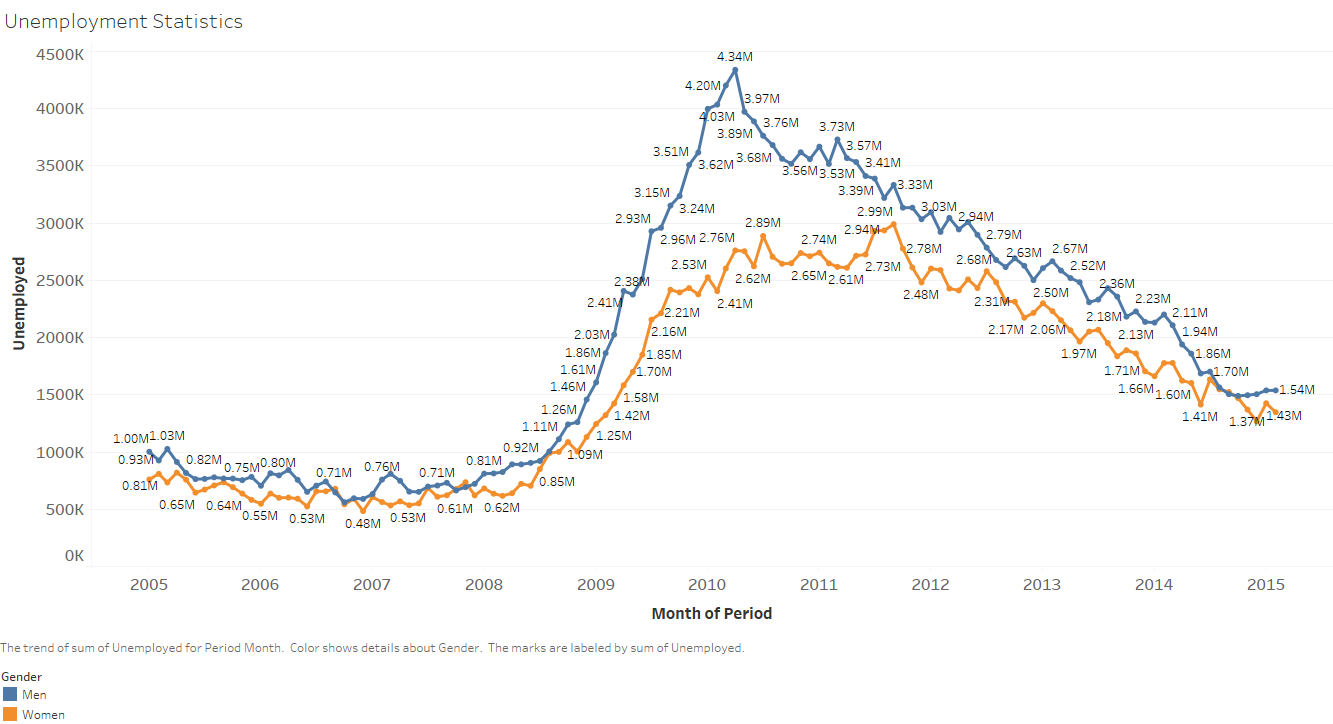 Unemployment Statistics
4500K
4000K
3500K
3000K
2500K
2000K
1500K
1000K
500K
0K
Unemployed
4.34M
4.20M
3.97M
4.03M
3.76M
3.89M
3.73M
3.51M
3.57M
3.62M
3.68M
3.41M
3.56M
3.53M
3.39M
3.33M
3.15M
3.24M
2.99M
3.03M
2.93M
2.94M
2.89M
2.94M
2.96M
2.76M
2.74M
2.79M
2.78M
2.63M
2.67M
2.53M
2.68M
2.52M
2.73M
2.62M
2.65M
2.61M
2.38M
2.36M
2.48M
2.50M
2.41M
2.41M
2.31M
2.23M
2.21M
2.18M
2.11M
2.03M
2.16M
2.17M
2.06M
2.13M
1.94M
1.86M
1.85M
1.97M
1.86M
1.61M
1.70M
1.71M
1.70M
1.46M
1.66M
1.60M
1.54M
1.58M
1.26M
1.42M
1.41M
1.37M
1.43M
1.11M
1.25M
1.00M
1.03M
0.92M
1.09M
0.93M
0.82M
0.75M
0.80M
0.71M
0.76M
0.71M
0.81M
0.81M
0.85M
0.65M
0.64M
0.55M
0.53M
0.48M
0.53M
0.61M
0.62M
2005
2006
2007
2008
2009
2010
2011
2012
2013
2014
2015
Month of Period
The trend of sum of Unemployed for Period Month. Color shows details about Gender. The marks are labeled by sum of Unemployed.
Gender
Men
Women